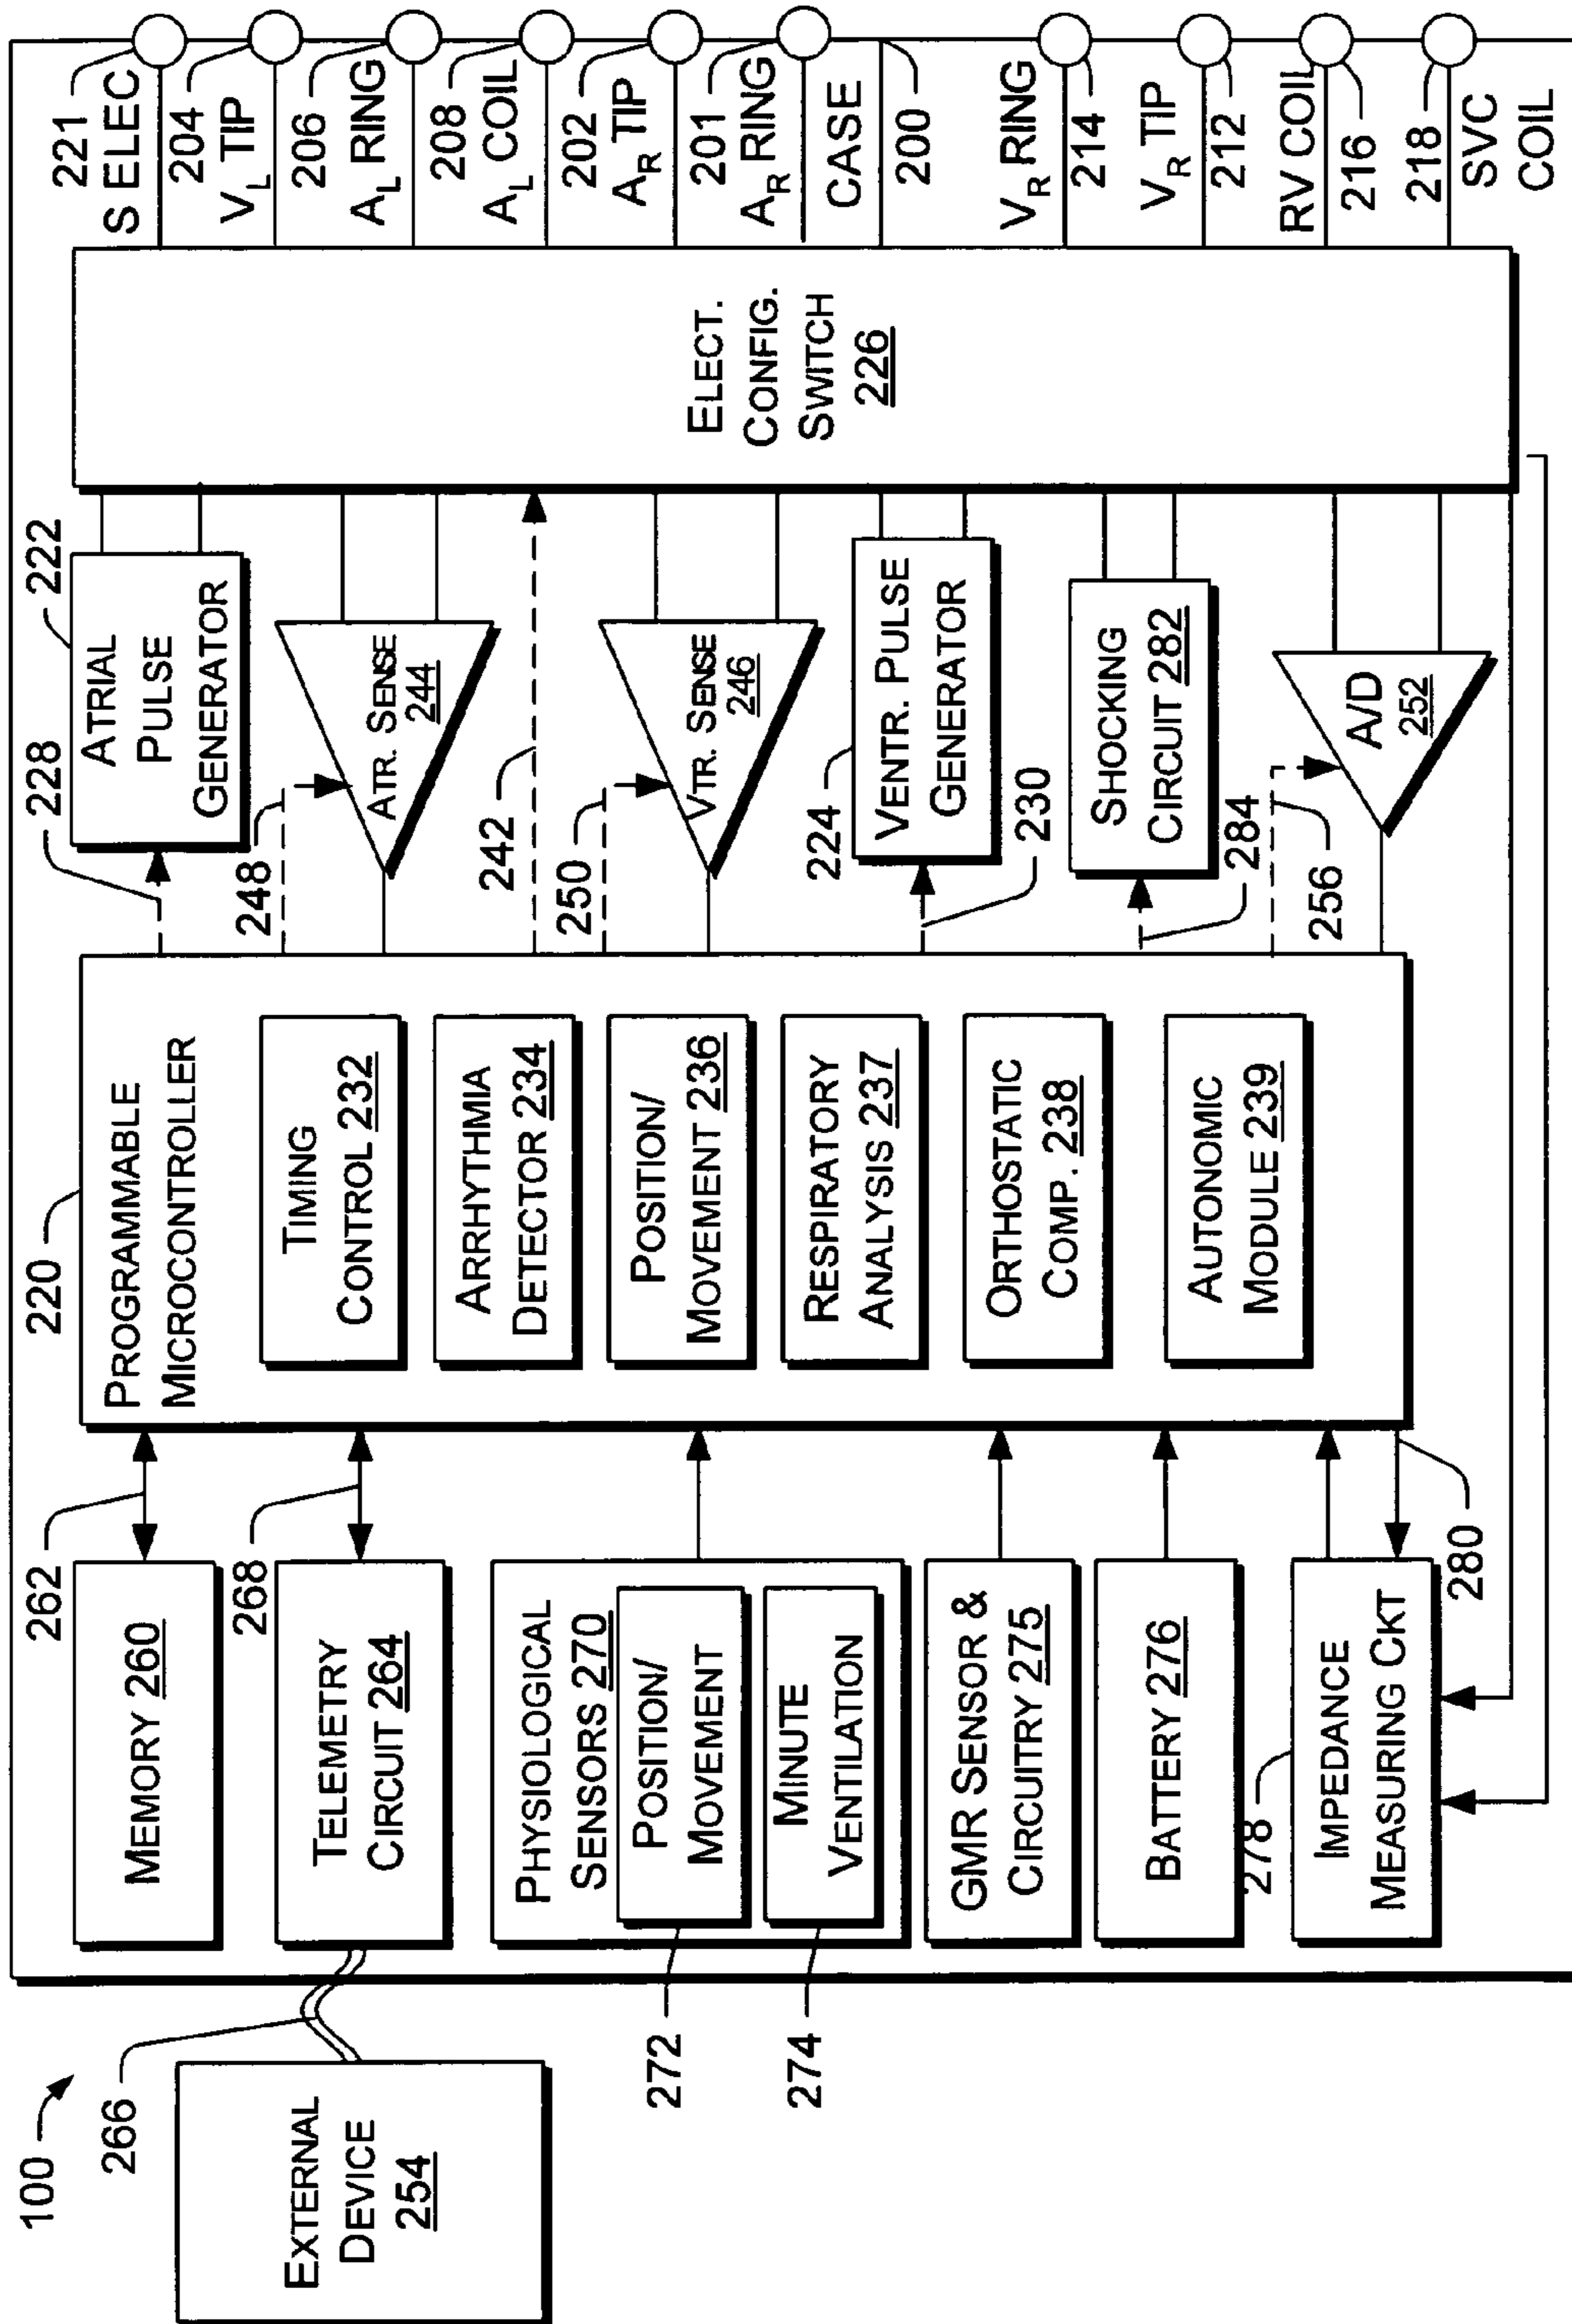 100
EXTERNAL
DEVICE
254
266
262
MEMORY 260
268
TELEMETRY
CIRCUIT 264
PHYSIOLOGICAL
SENSORS 270
POSITION/
MOVEMENT
MINUTE
VENTILATION
272
274
GMR SENSOR &
CIRCUITRY 275
BATTERY 276
278
IMPEDANCE
MEASURING CKT
280
220
PROGRAMMABLE
MICROCONTROLLER
TIMING
CONTROL 232
ARRHYTHMIA
DETECTOR 234
POSITION/
MOVEMENT 236
RESPIRATORY
ANALYSIS 237
ORTHOSTATIC
COMP. 238
AUTONOMIC
MODULE 239
228
222
ATRIAL
PULSE
GENERATOR
248
ATR. SENSE
244
242
250
VTR. SENSE
246
224
VENTR. PULSE
GENERATOR
230
SHOCKING
CIRCUIT 282
284
256
A/D
252
ELECT.
CONFIG.
SWITCH
226
221
S ELEC
204
VL TIP
206
AL RING
208
AL COIL
202
AR TIP
201
AR RING
CASE
200
VR RING
214
VR TIP
212
RV COIL
216
218
SVC
COIL